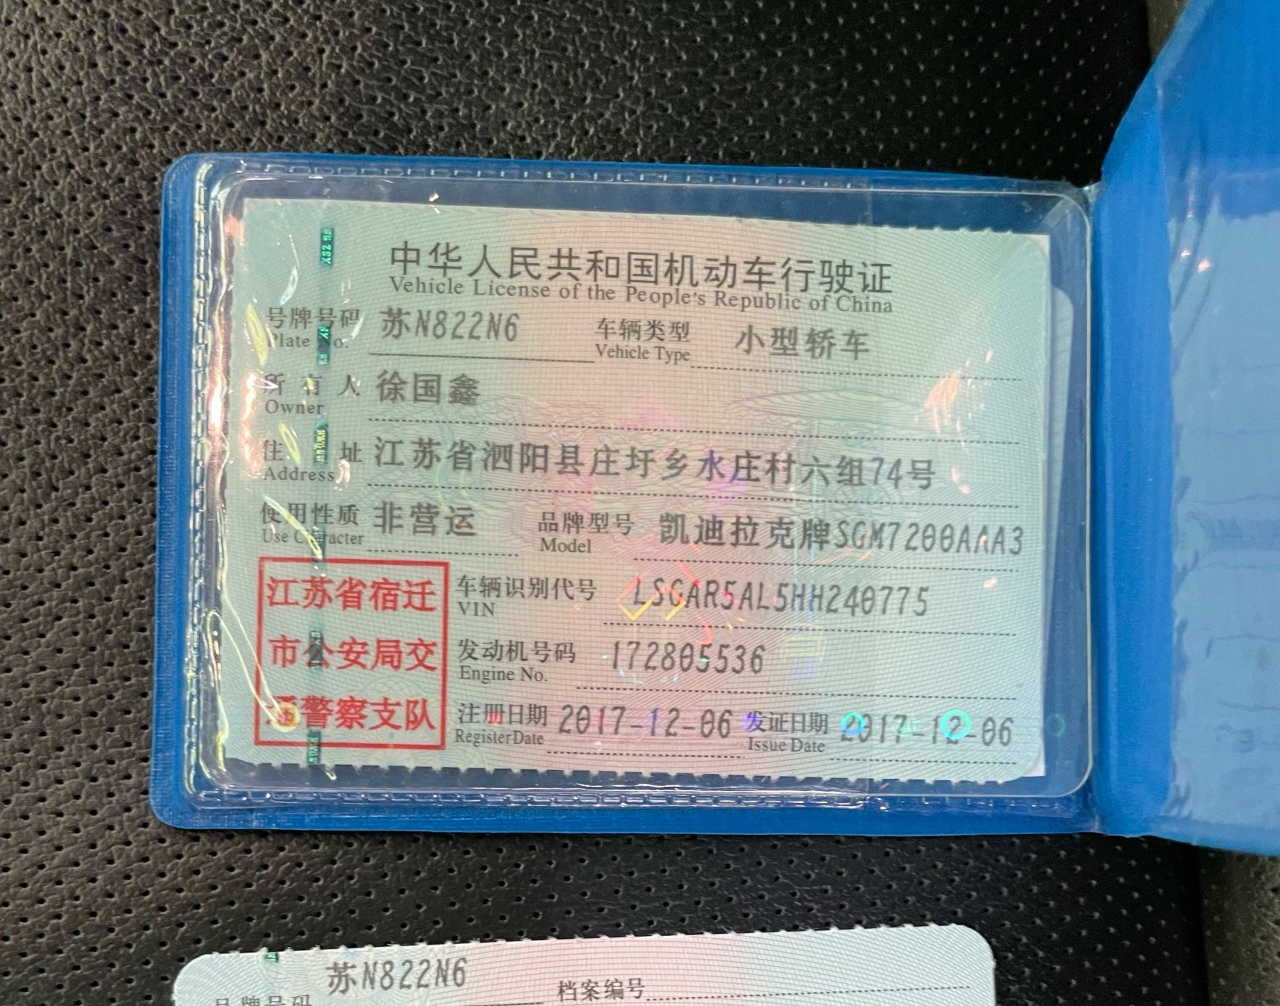 中华人民共和国机动车行驶证
Vehicle License of the People's Republic of China
号牌号码 苏N822N6 车辆类型 小型轿车
Plate No. Vehicle Type
所有人 徐国鑫
Owner
住址 江苏省泗阳县庄圩乡水庄村六组74号
Address
使用性质 非营运 品牌型号 凯迪拉克牌SGM7200AAA3
Use Character Model
江苏省宿迁 车辆识别代号 LSGAR5AL5HH240775
VIN
市公安局交 发动机号码 172805536
Engine No.
通警察支队 注册日期 2017-12-06 发证日期 2017-12-06
Register Date Issue Date
苏N822N6 档案编号
号牌号码